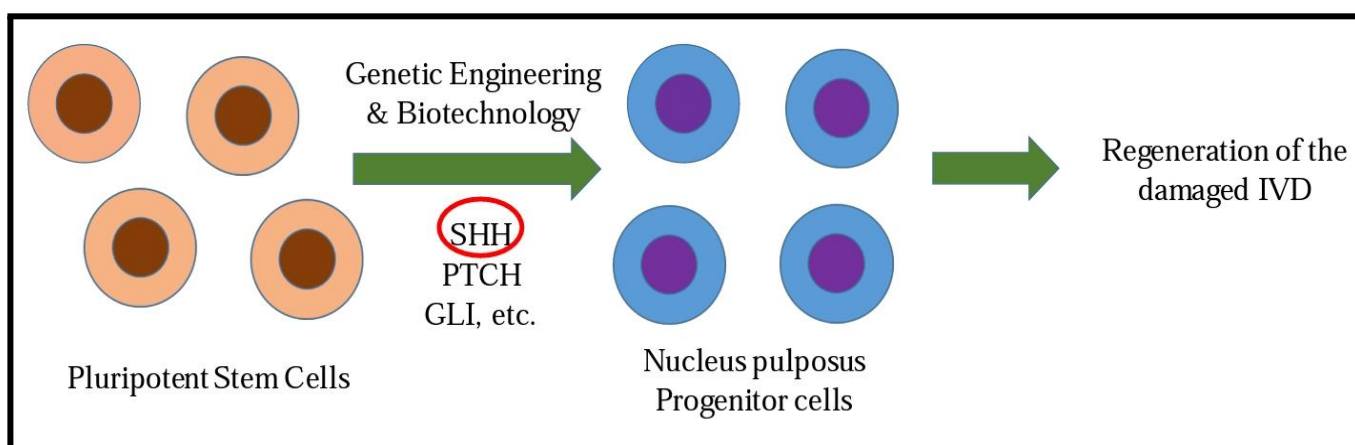 Genetic Engineering
& Biotechnology
SHH
PTCH
GLI, etc.
Pluripotent Stem Cells
Nucleus pulposus
Progenitor cells
Regeneration of the
damaged IVD